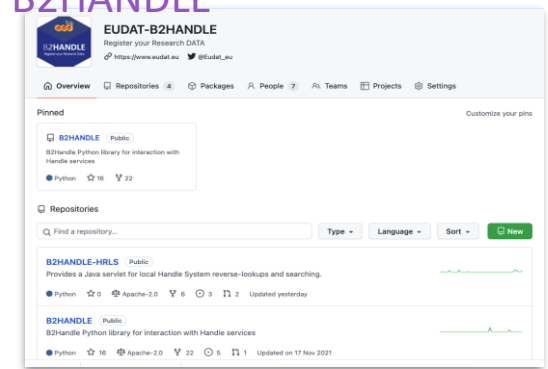 B2HANDLE
B2HANDLE
EUDAT-B2HANDLE
Register your Research DATA
https://www.eudat.eu @Eudat_eu
Overview Repositories 4 Packages People 7 Teams Projects Settings
Pinned Customize your pins
B2HANDLE Public
B2Handle Python library for interaction with
Handle services
Python 16 22
Repositories
Find a repository... Type Language Sort New
B2HANDLE-HRLS Public
Provides a Java servlet for local Handle System reverse-lookups and searching.
Python 0 Apache-2.0 6 3 2 Updated yesterday
B2HANDLE Public
B2Handle Python library for interaction with Handle services
Python 16 Apache-2.0 22 5 1 Updated on 17 Nov 2021